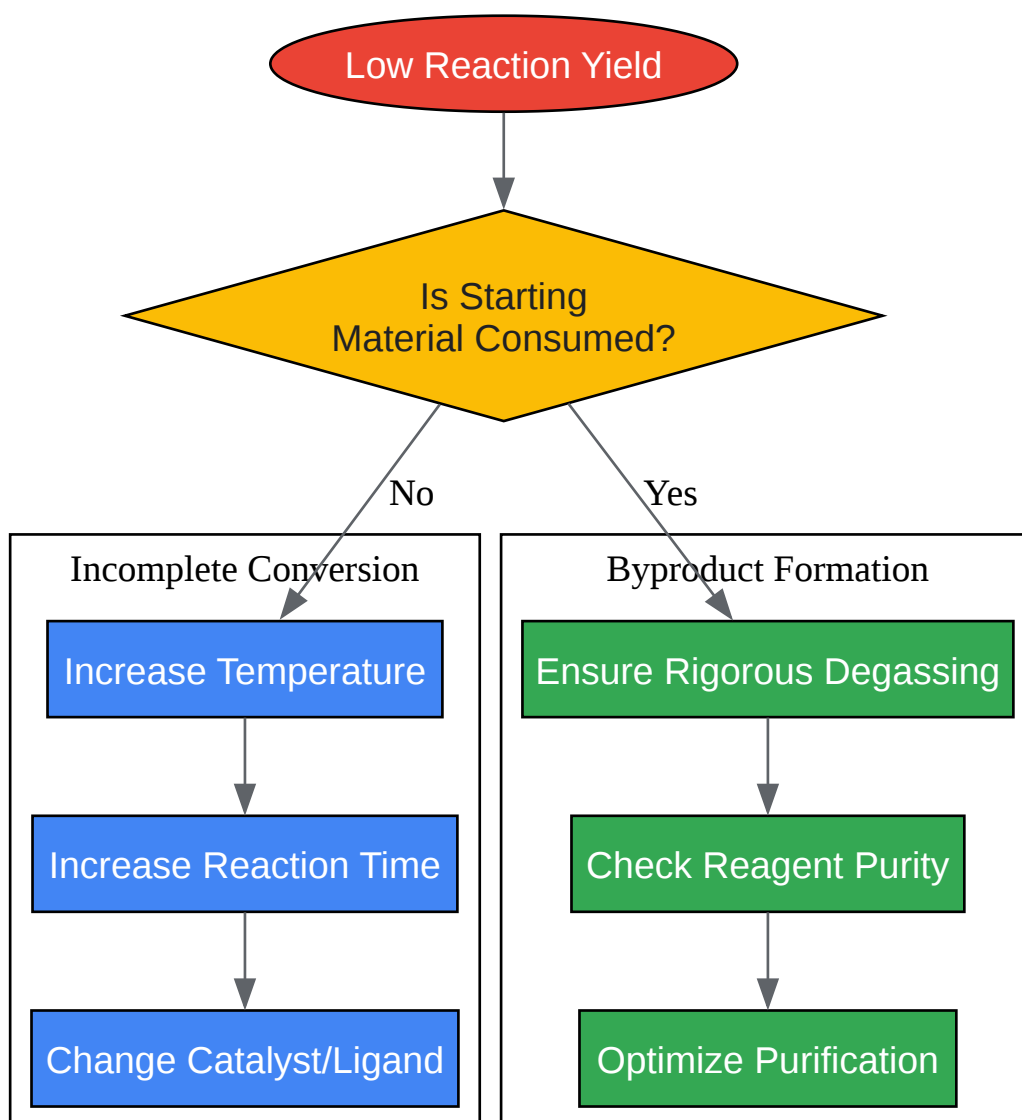 Low Reaction Yield
Is Starting
Material Consumed?
No
Yes
Incomplete Conversion
Increase Temperature
Increase Reaction Time
Change Catalyst/Ligand
Byproduct Formation
Ensure Rigorous Degassing
Check Reagent Purity
Optimize Purification